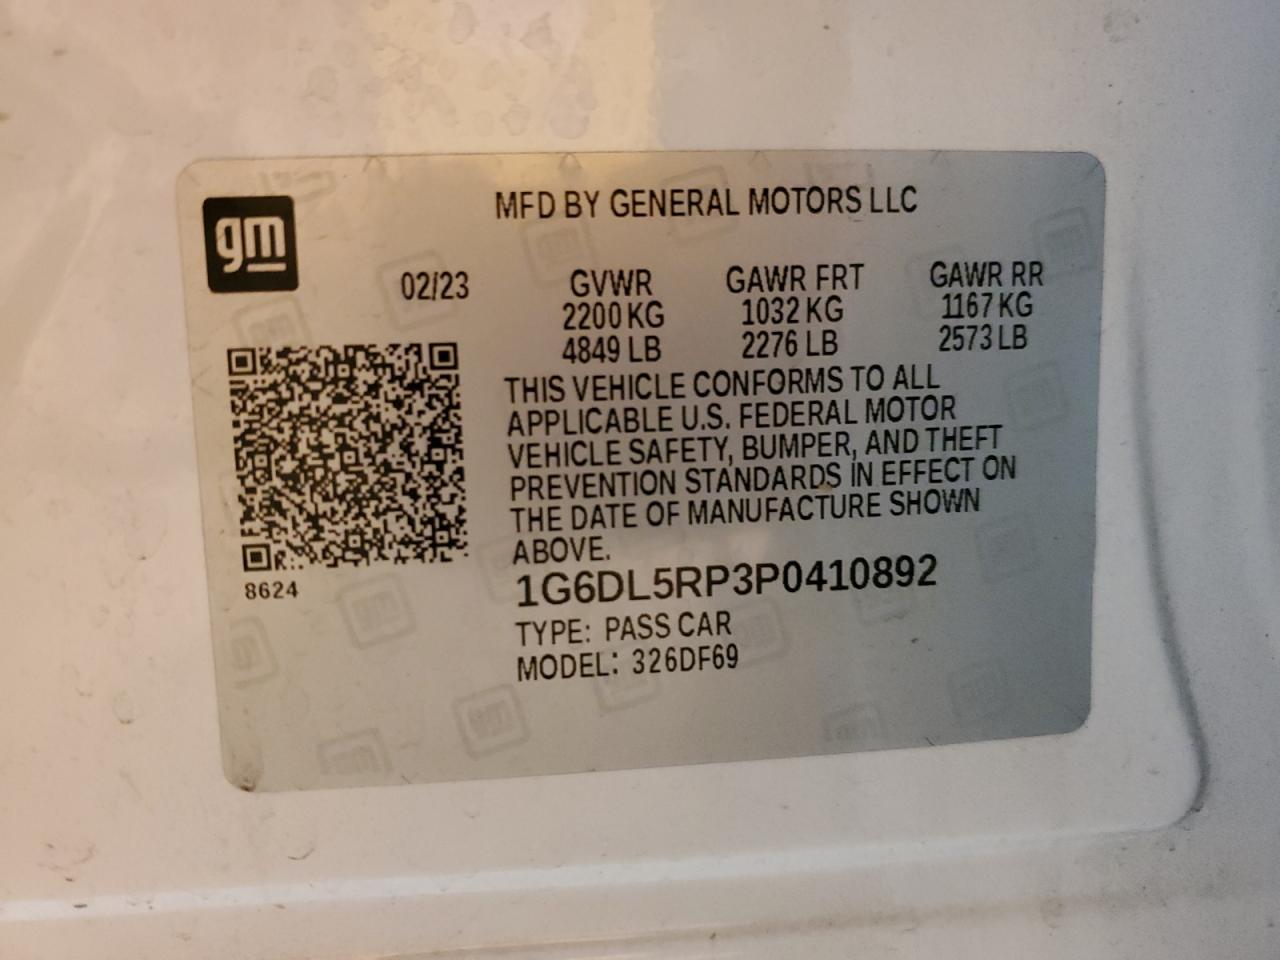 gm
MFD BY GENERAL MOTORS LLC
02/23 GVWR GAWR FRT GAWR RR
2200 KG 1032 KG 1167 KG
4849 LB 2276 LB 2573 LB
THIS VEHICLE CONFORMS TO ALL
APPLICABLE U.S. FEDERAL MOTOR
VEHICLE SAFETY, BUMPER, AND THEFT
PREVENTION STANDARDS IN EFFECT ON
THE DATE OF MANUFACTURE SHOWN
ABOVE.
8624
1G6DL5RP3P0410892
TYPE: PASS CAR
MODEL: 326DF69